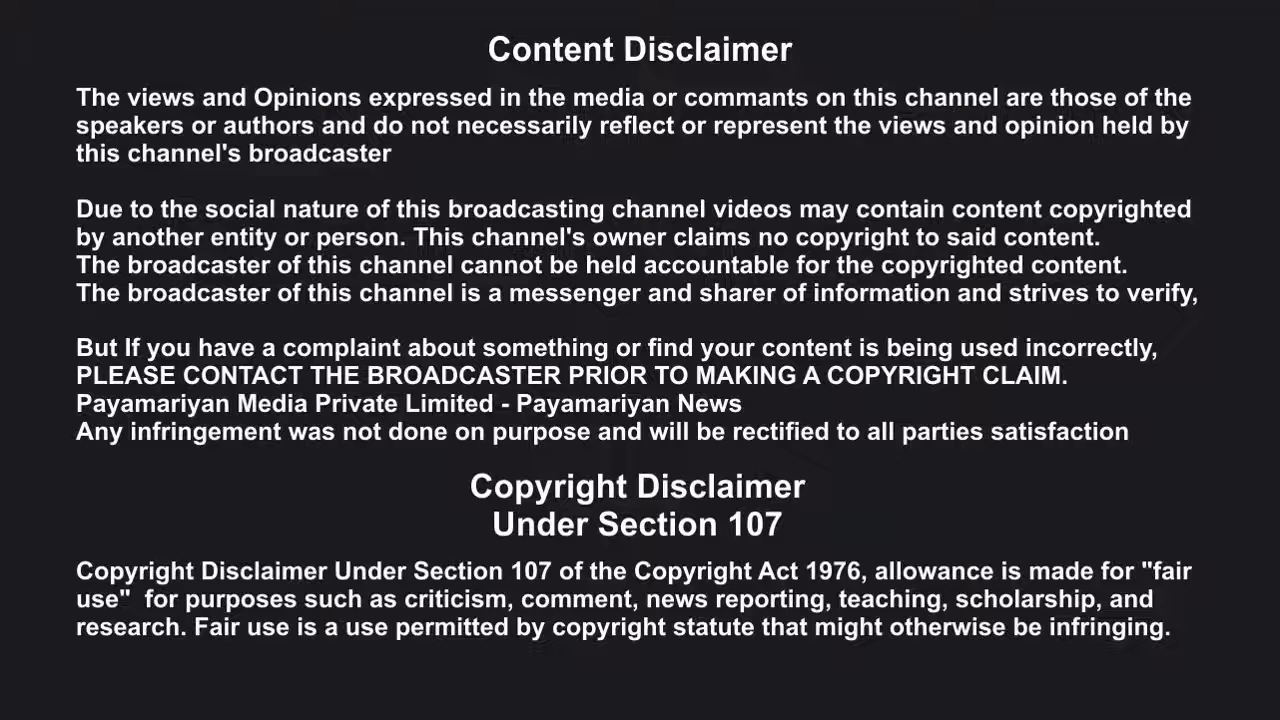 Content Disclaimer
The views and Opinions expressed in the media or commants on this channel are those of the
speakers or authors and do not necessarily reflect or represent the views and opinion held by
this channel's broadcaster
Due to the social nature of this broadcasting channel videos may contain content copyrighted
by another entity or person. This channel's owner claims no copyright to said content.
The broadcaster of this channel cannot be held accountable for the copyrighted content.
The broadcaster of this channel is a messenger and sharer of information and strives to verify,
But If you have a complaint about something or find your content is being used incorrectly,
PLEASE CONTACT THE BROADCASTER PRIOR TO MAKING A COPYRIGHT CLAIM.
Payamariyan Media Private Limited - Payamariyan News
Any infringement was not done on purpose and will be rectified to all parties satisfaction
Copyright Disclaimer
Under Section 107
Copyright Disclaimer Under Section 107 of the Copyright Act 1976, allowance is made for "fair
use"  for purposes such as criticism, comment, news reporting, teaching, scholarship, and
research. Fair use is a use permitted by copyright statute that might otherwise be infringing.